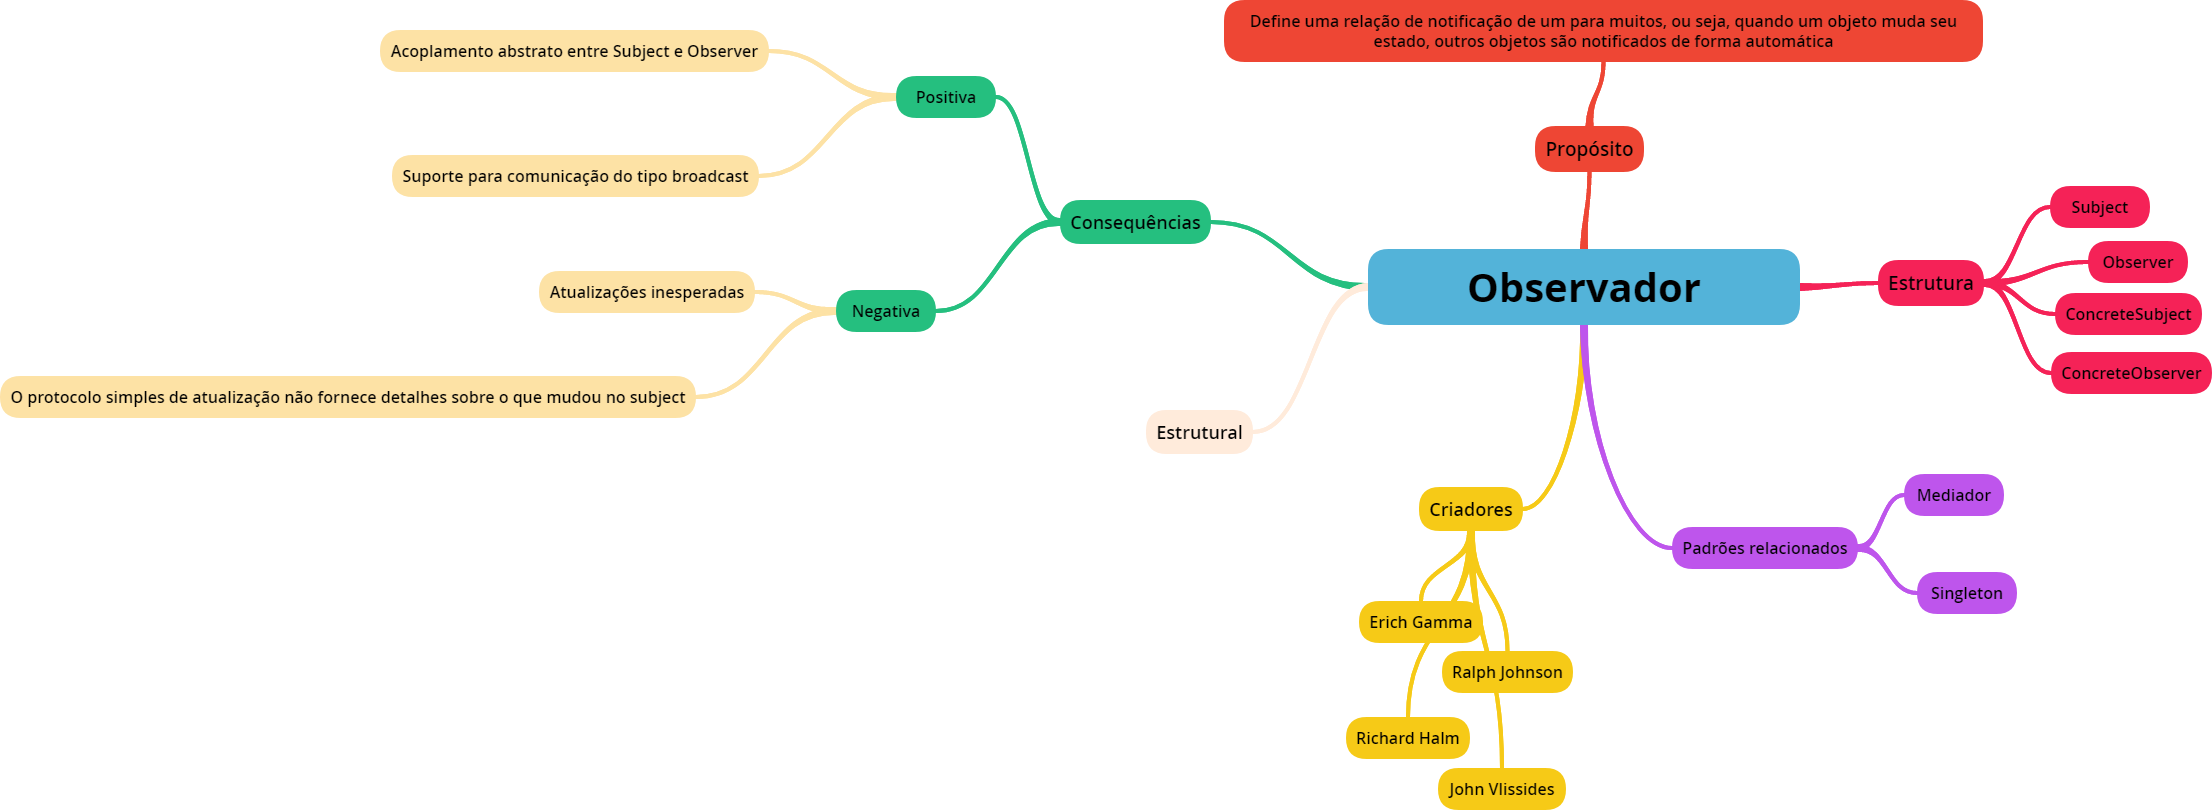 Define uma relação de notificação de um para muitos, ou seja, quando um objeto muda seu
estado, outros objetos são notificados de forma automática
Propósito
Observador
Consequências
Positiva
Acoplamento abstrato entre Subject e Observer
Suporte para comunicação do tipo broadcast
Negativa
Atualizações inesperadas
O protocolo simples de atualização não fornece detalhes sobre o que mudou no subject
Estrutural
Estrutura
Subject
Observer
ConcreteSubject
ConcreteObserver
Criadores
Erich Gamma
Ralph Johnson
Richard Halm
John Vlissides
Padrões relacionados
Mediador
Singleton